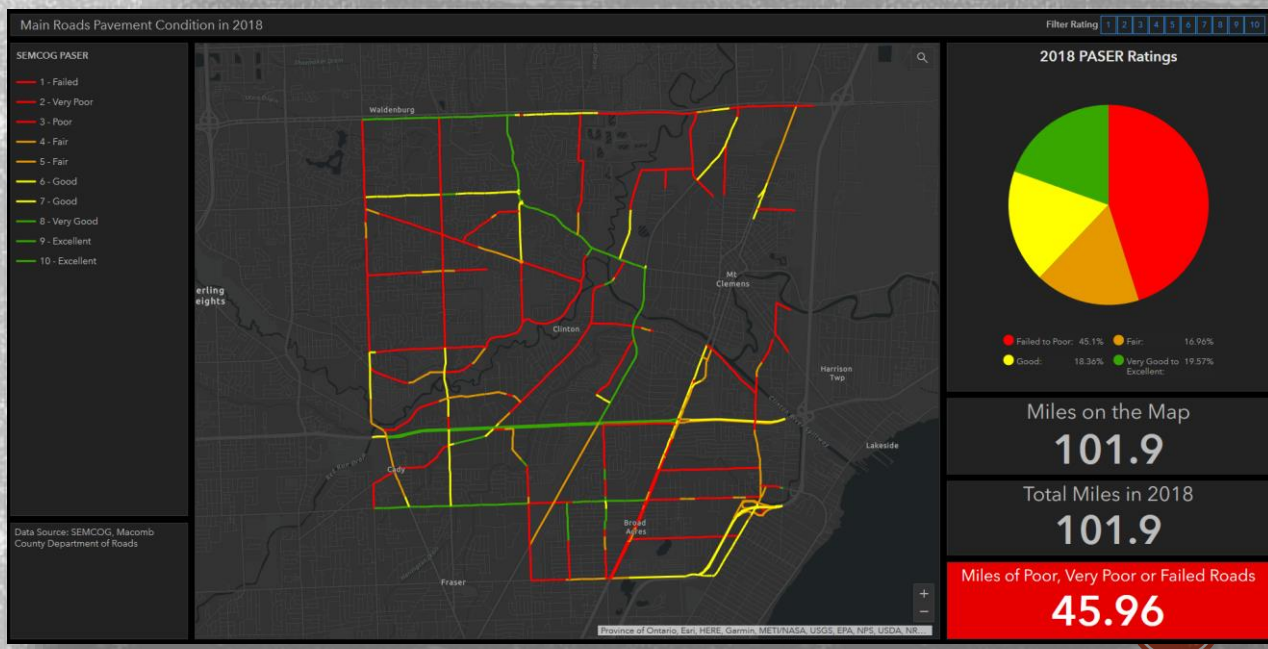 Main Roads Pavement Condition in 2018
Filter Rating 1 2 3 4 5 6 7 8 9 10
SEMCOG PASER
1 - Failed
2 - Very Poor
3 - Poor
4 - Fair
5 - Fair
6 - Good
7 - Good
8 - Very Good
9 - Excellent
10 - Excellent
Data Source: SEMCOG, Macomb
County Department of Roads
Waldenburg
erling
eights
Mt
Clemens
Clinton
Harrison
Twp
Lakeside
Cady
Broad
Acres
Fraser
+
−
Province of Ontario, Esri, HERE, Garmin, METI/NASA, USGS, EPA, NPS, USDA, NR...
2018 PASER Ratings
Failed to Poor: 45.1%
Fair: 16.96%
Good: 18.36%
Very Good to 19.57%
Excellent:
Miles on the Map
101.9
Total Miles in 2018
101.9
Miles of Poor, Very Poor or Failed Roads
45.96